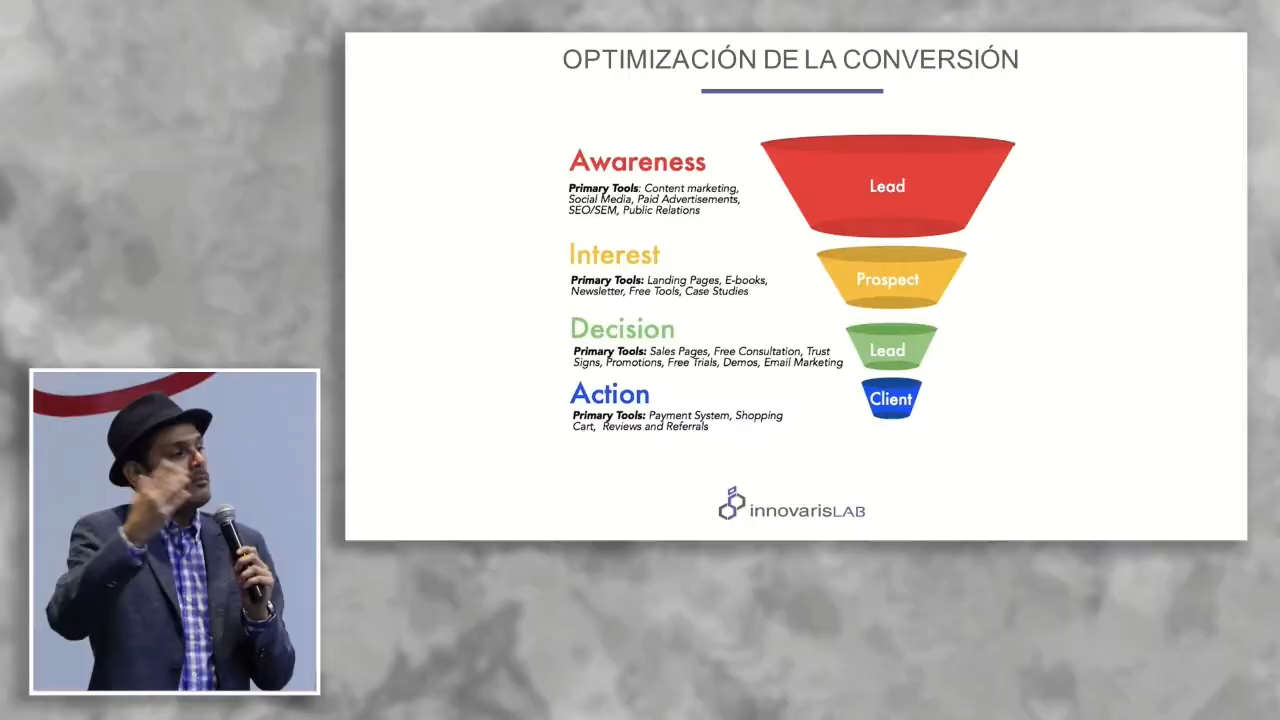 OPTIMIZACIÓN DE LA CONVERSIÓN
Awareness
Primary Tools: Content marketing,
Social Media, Paid Advertisements,
SEO/SEM, Public Relations
Lead
Interest
Primary Tools: Landing Pages, E-books,
Newsletter, Free Tools, Case Studies
Prospect
Decision
Primary Tools: Sales Pages, Free Consultation, Trust
Signs, Promotions, Free Trials, Demos, Email Marketing
Lead
Action
Primary Tools: Payment System, Shopping
Cart, Reviews and Referrals
Client
innovarisLAB